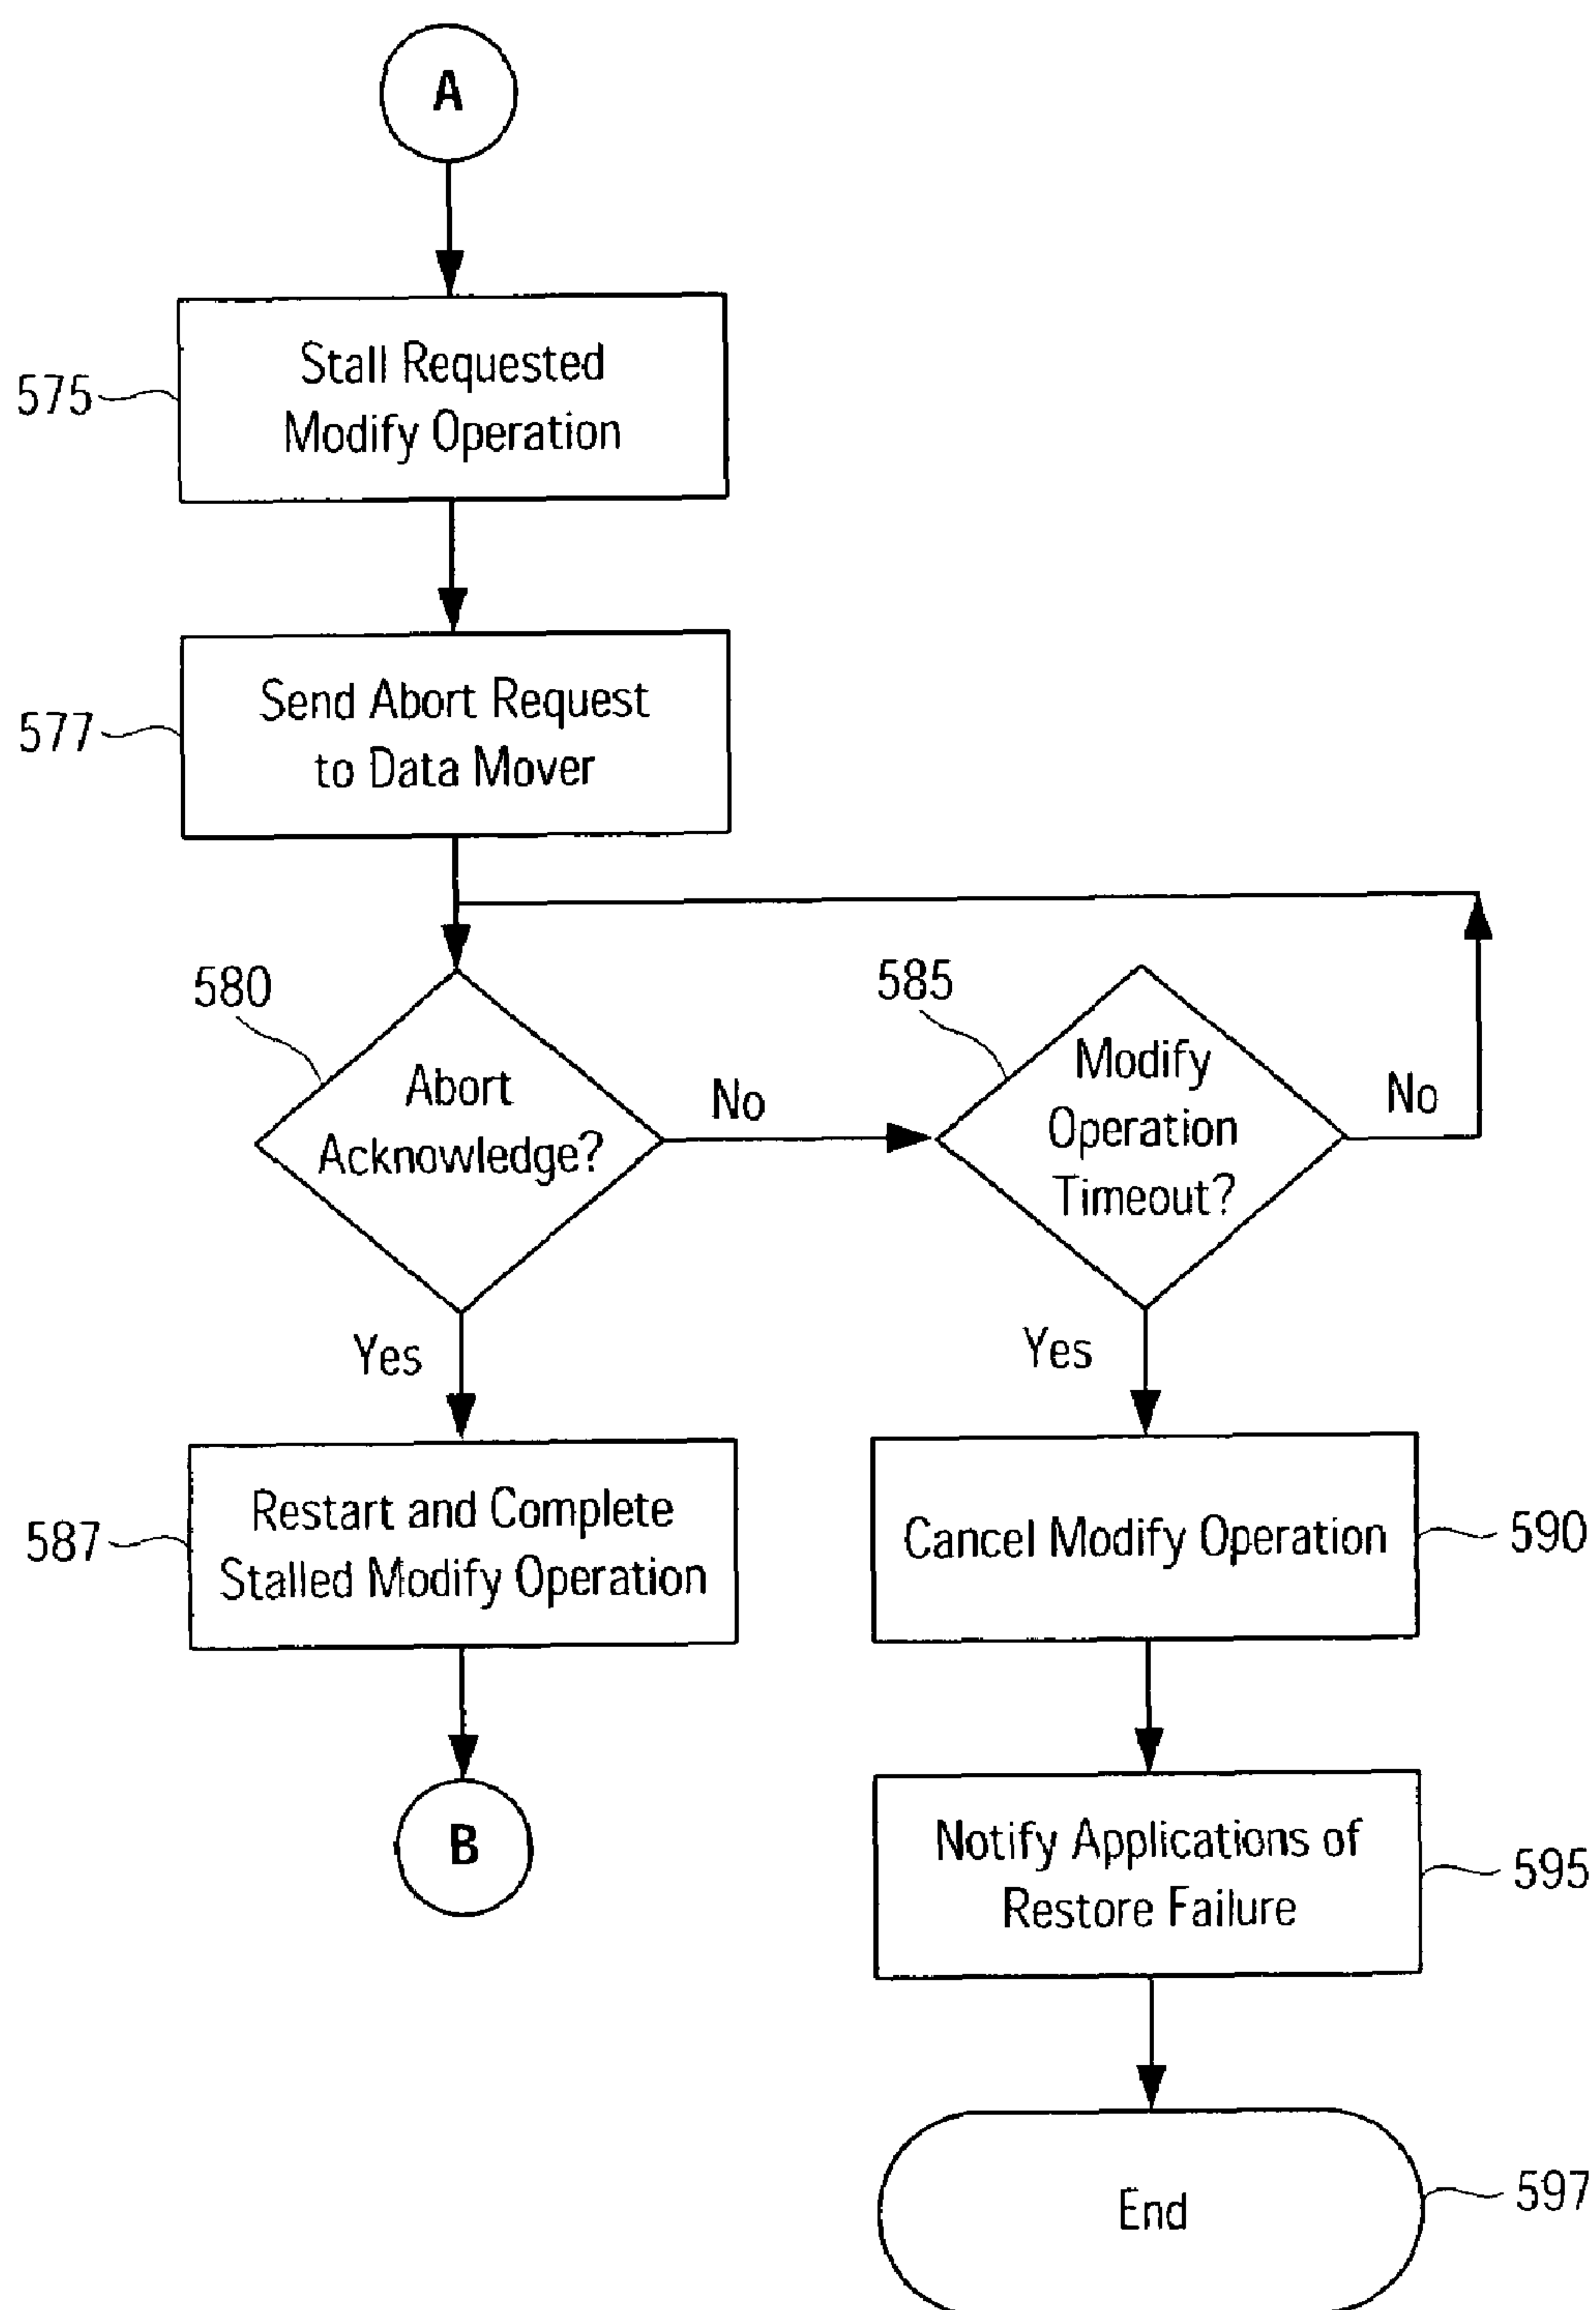 A
575
Stall Requested
Modify Operation
577
Send Abort Request
to Data Mover
580
Abort
Acknowledge?
No
585
Modify
Operation
Timeout?
No
Yes
Yes
587
Restart and Complete
Stalled Modify Operation
Cancel Modify Operation
590
B
Notify Applications of
Restore Failure
595
End
597